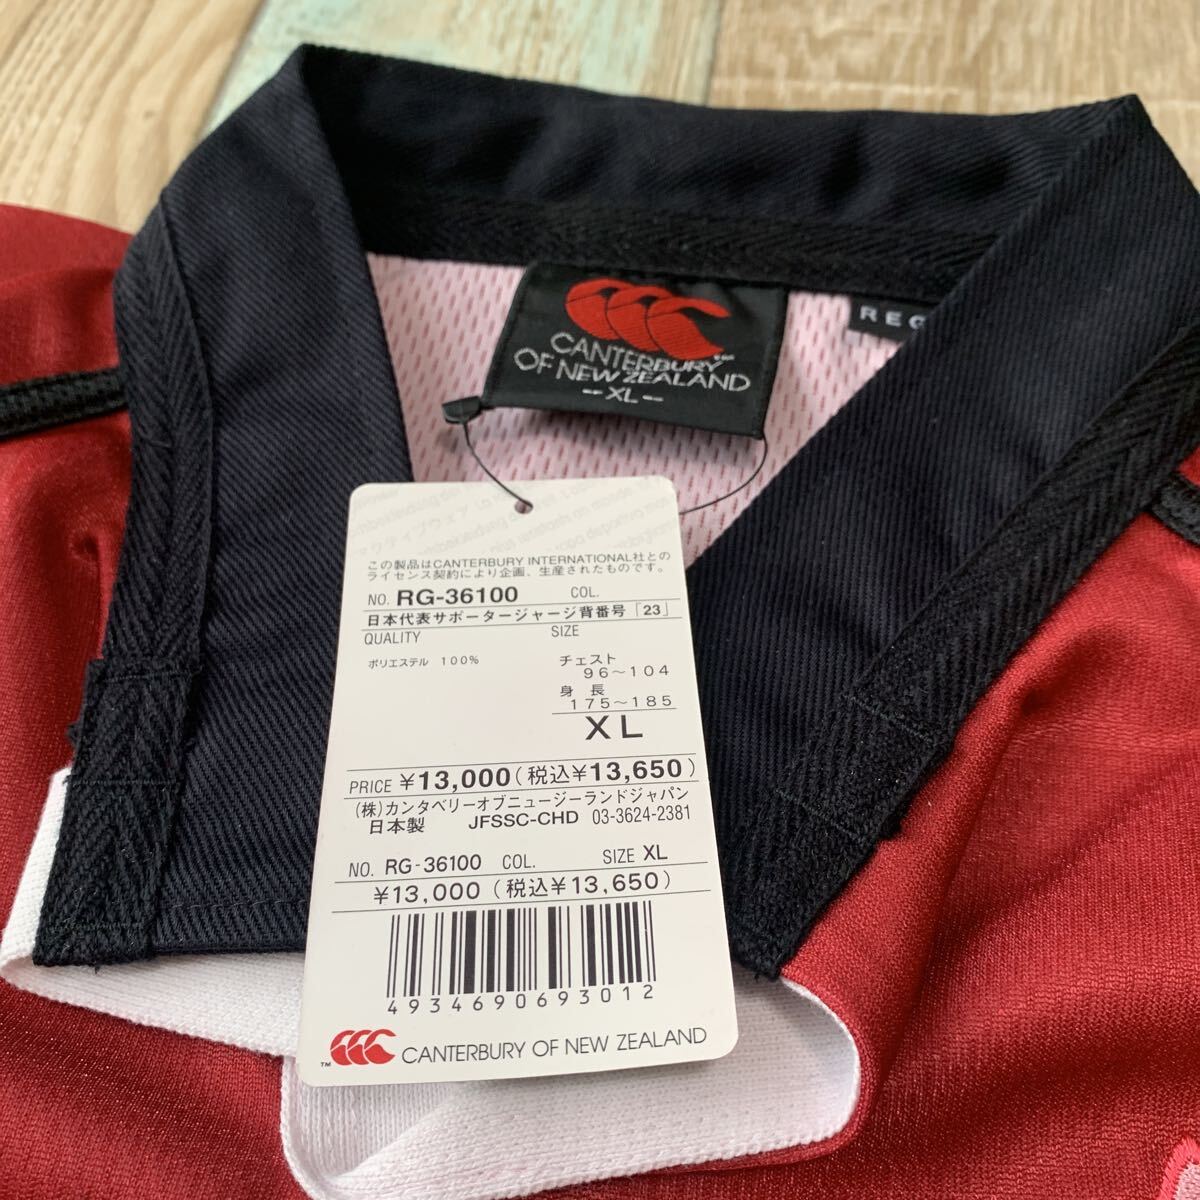 CANTERBURY
OF NEW ZEALAND
-- XL --
REG
この製品はCANTERBURY INTERNATIONAL社との
ライセンス契約により企画、生産されたものです。
NO. RG-36100 COL.
日本代表サポータージャージ背番号「23」
QUALITY SIZE
ポリエステル 100%
チェスト
96～104
身 長
175～185
XL
PRICE ¥13,000(税込¥13,650)
(株)カンタベリーオブニュージーランドジャパン
日本製 JFSSC-CHD 03-3624-2381
NO. RG-36100 COL. SIZE XL
¥13,000 (税込¥13,650)
4934690693012
CANTERBURY OF NEW ZEALAND